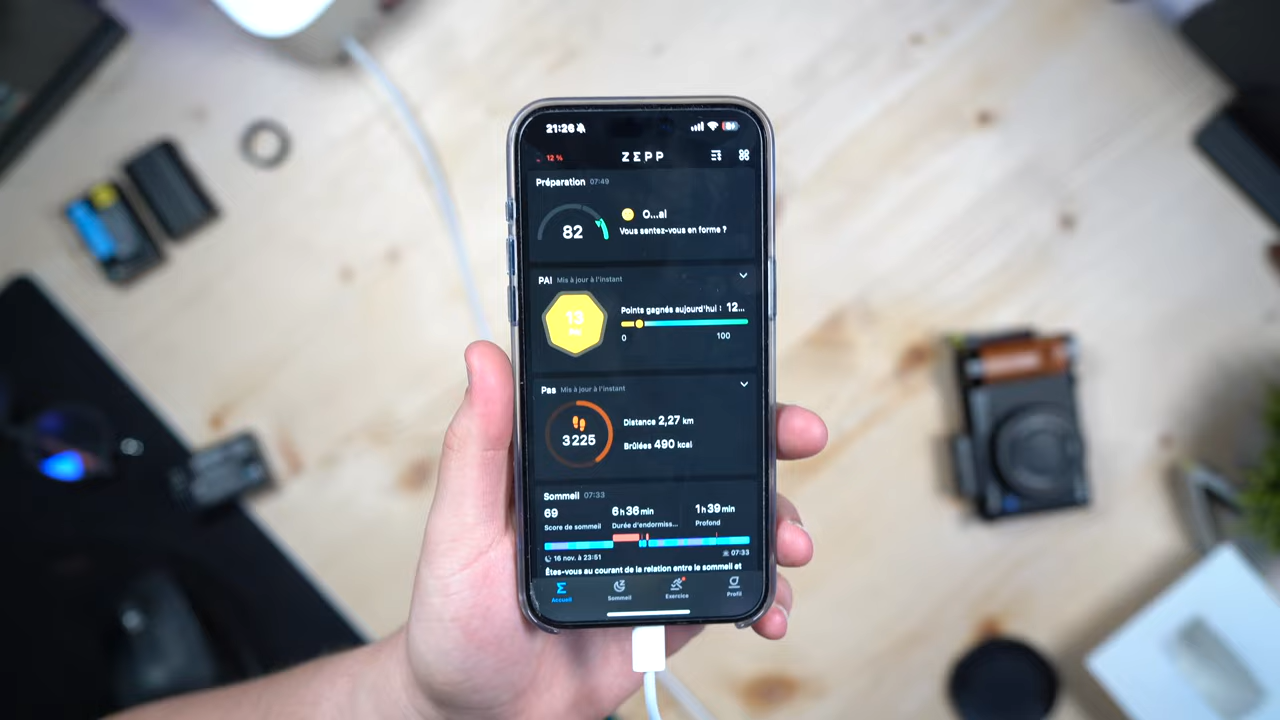 21:26
12 %
ZEPP
Préparation 07:49
82
O...al
Vous sentez-vous en forme ?
PAI Mis à jour à l'instant
13
Points gagnés aujourd'hui : 12...
0 100
Pas Mis à jour à l'instant
3 225
Distance 2,27 km
Brûlées 490 kcal
Sommeil 07:33
69 6 h 36 min 1 h 39 min
Score de sommeil Durée d'endormiss... Profond
16 nov. à 23:51 07:33
Êtes-vous au courant de la relation entre le sommeil et
Accueil Sommeil Exercice Profil